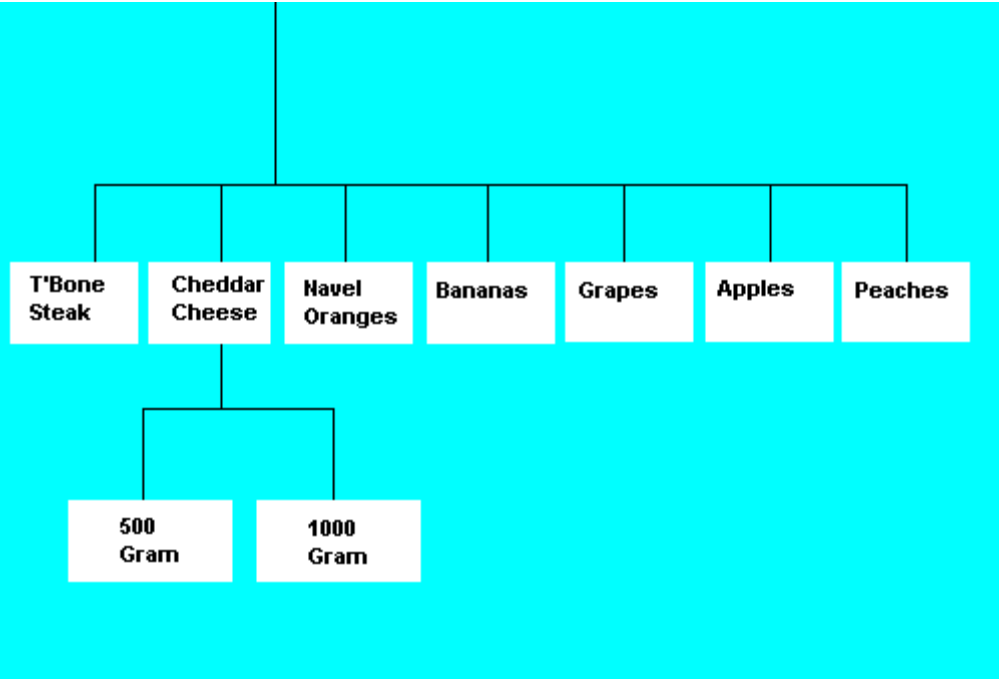 T'Bone
Steak
Cheddar
Cheese
Navel
Oranges
Bananas
Grapes
Apples
Peaches
500
Gram
1000
Gram